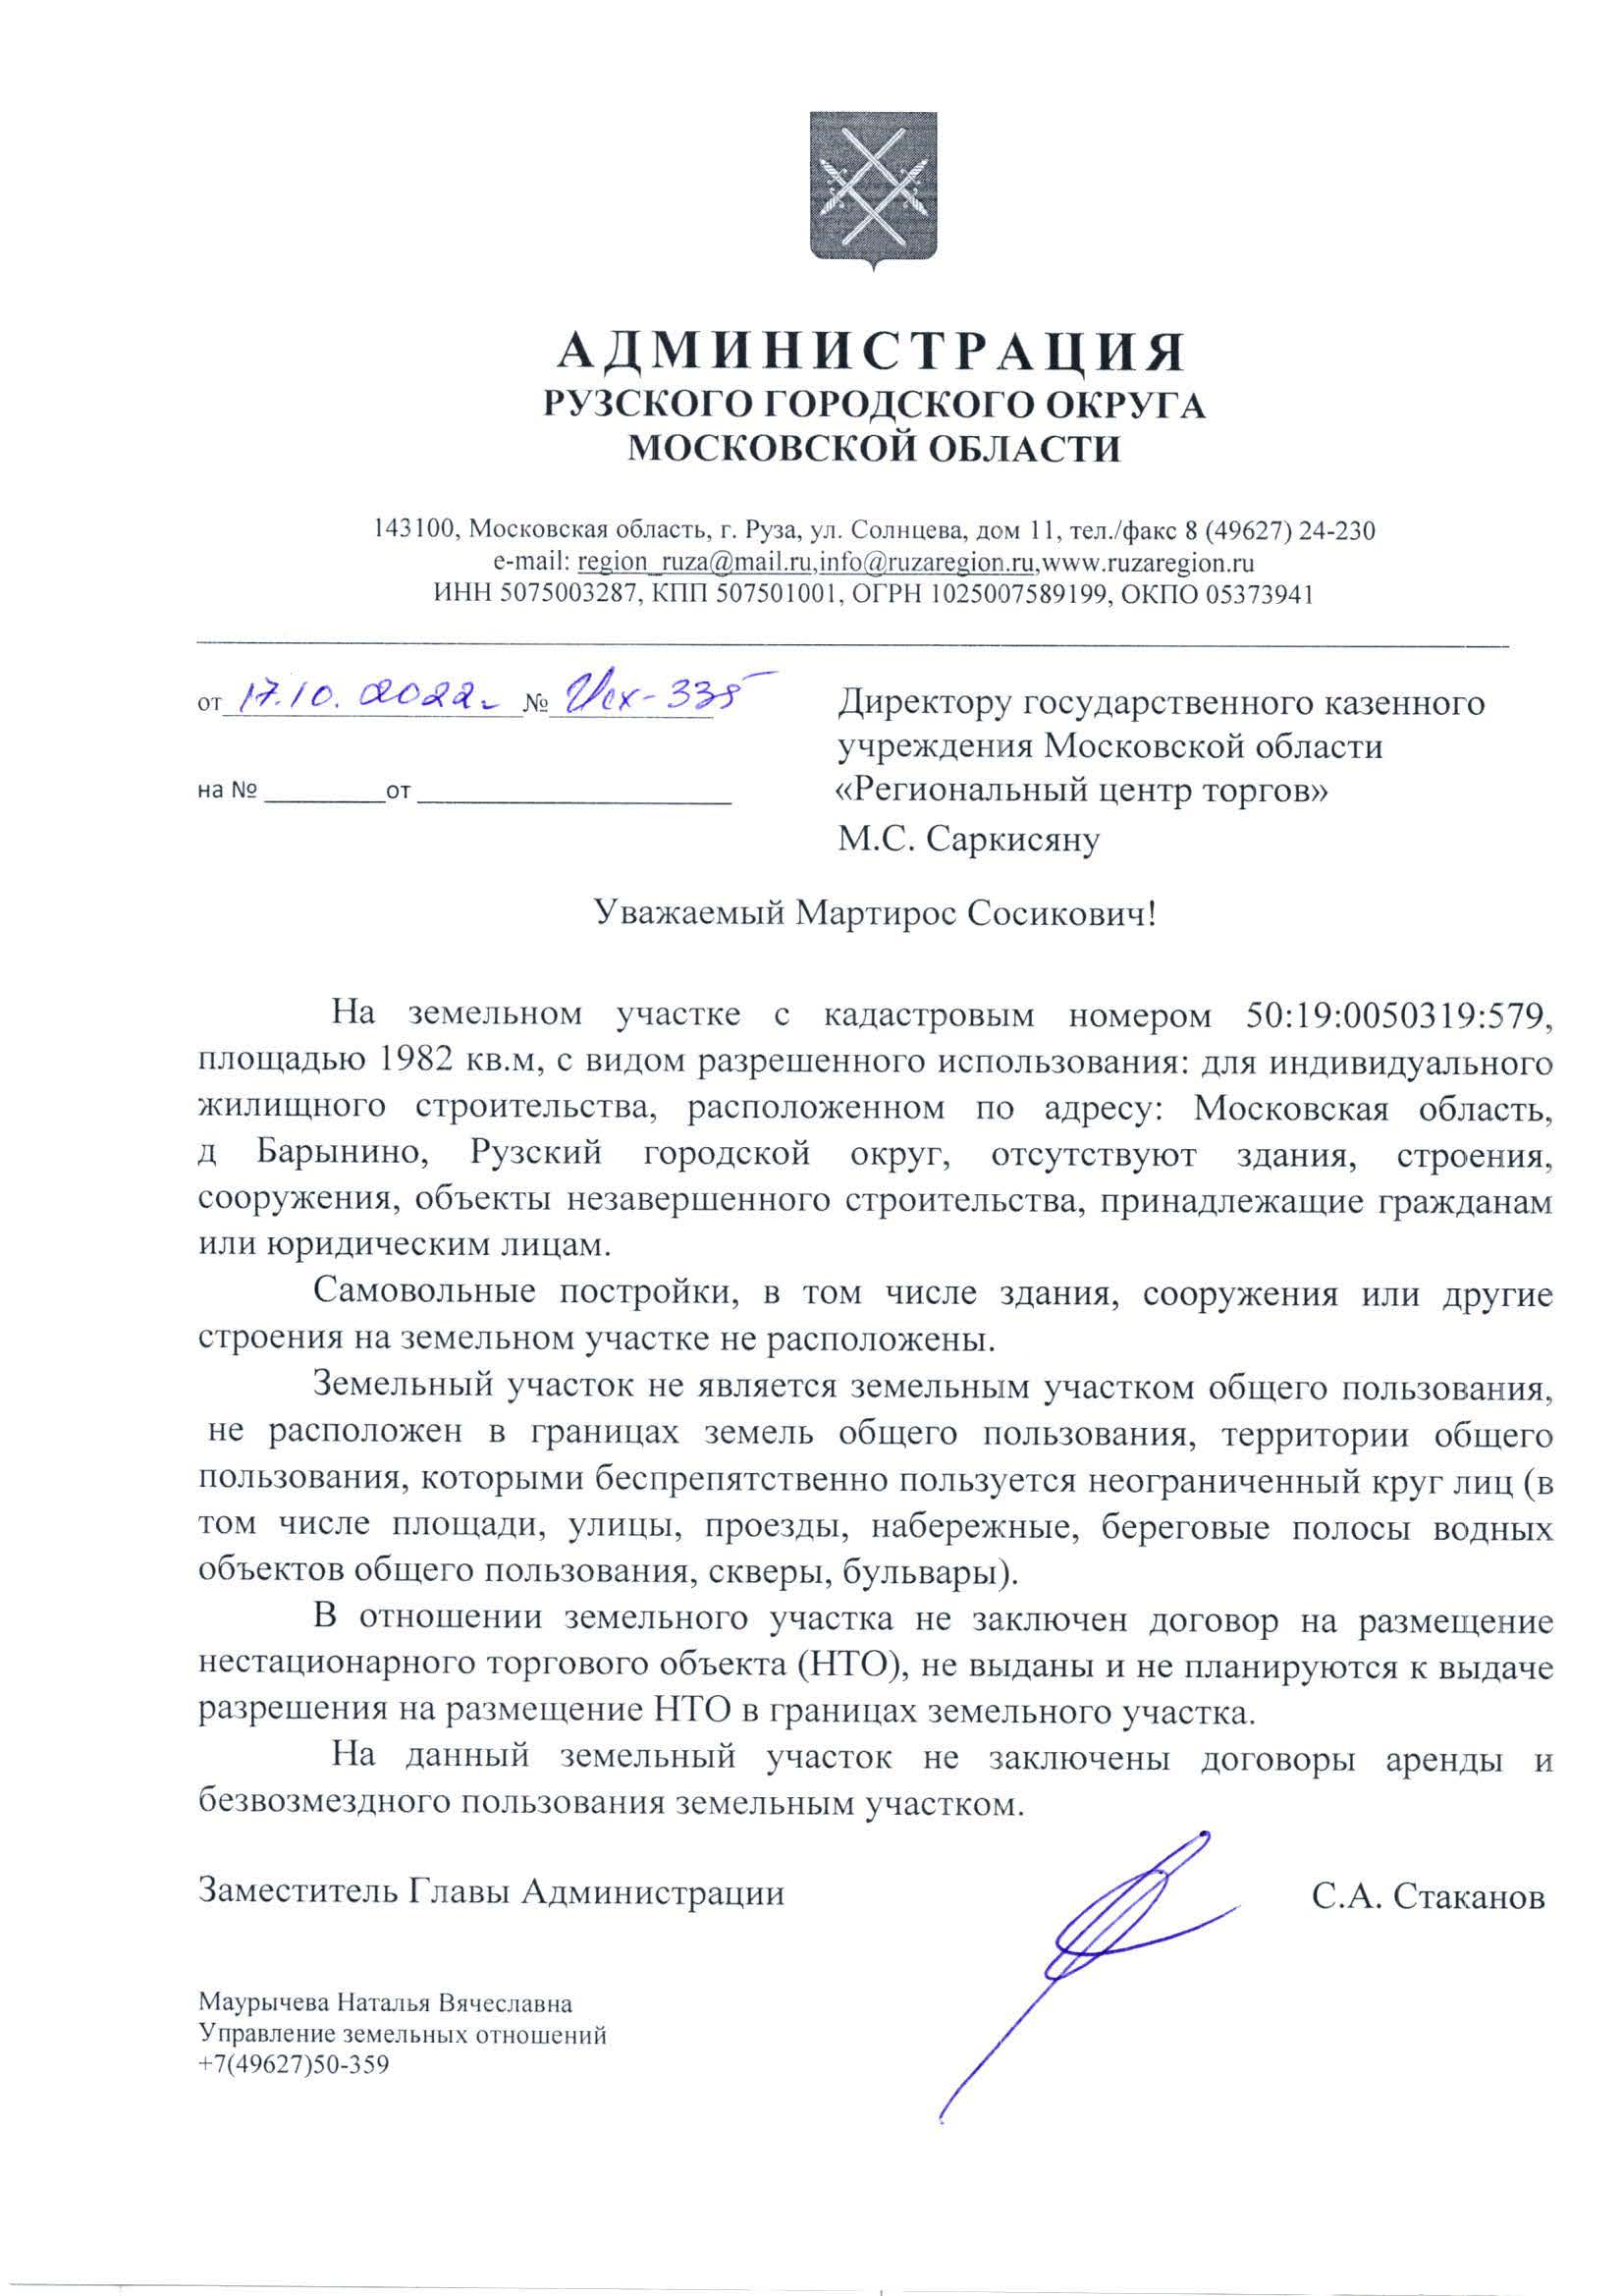 АДМИНИСТРАЦИЯ
РУЗСКОГО ГОРОДСКОГО ОКРУГА
МОСКОВСКОЙ ОБЛАСТИ
143100, Московская область, г. Руза, ул. Солнцева, дом 11, тел./факс 8 (49627) 24-230
e-mail: region_ruza@mail.ru,info@ruzaregion.ru,www.ruzaregion.ru
ИНН 5075003287, КПП 507501001, ОГРН 1025007589199, ОКПО 05373941
от 17.10.2022г. № Исх-335
на № от
Директору государственного казенного
учреждения Московской области
«Региональный центр торгов»
М.С. Саркисяну
Уважаемый Мартирос Сосикович!
На земельном участке с кадастровым номером 50:19:0050319:579,
площадью 1982 кв.м, с видом разрешенного использования: для индивидуального
жилищного строительства, расположенном по адресу: Московская область,
д Барынино, Рузский городской округ, отсутствуют здания, строения,
сооружения, объекты незавершенного строительства, принадлежащие гражданам
или юридическим лицам.
Самовольные постройки, в том числе здания, сооружения или другие
строения на земельном участке не расположены.
Земельный участок не является земельным участком общего пользования,
не расположен в границах земель общего пользования, территории общего
пользования, которыми беспрепятственно пользуется неограниченный круг лиц (в
том числе площади, улицы, проезды, набережные, береговые полосы водных
объектов общего пользования, скверы, бульвары).
В отношении земельного участка не заключен договор на размещение
нестационарного торгового объекта (НТО), не выданы и не планируются к выдаче
разрешения на размещение НТО в границах земельного участка.
На данный земельный участок не заключены договоры аренды и
безвозмездного пользования земельным участком.
Заместитель Главы Администрации С.А. Стаканов
Маурычева Наталья Вячеславна
Управление земельных отношений
+7(49627)50-359